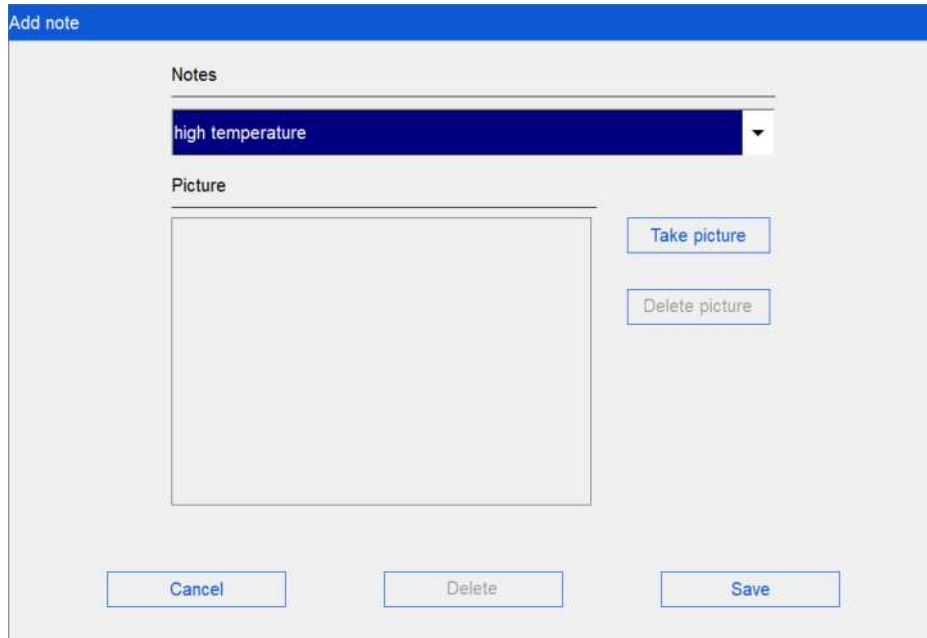 Add note
Notes
high temperature
Picture
Take picture
Delete picture
Cancel Delete Save